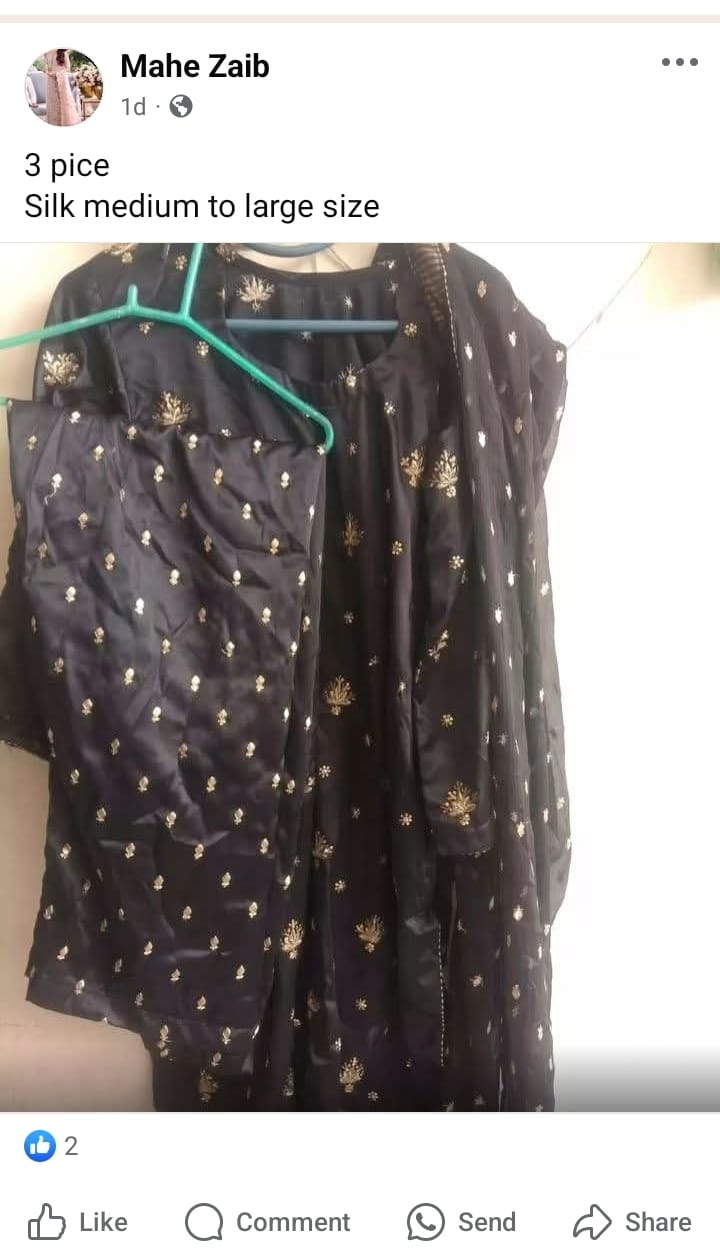 Mahe Zaib
1d ·
3 pice
Silk medium to large size
2
Like
Comment
Send
Share